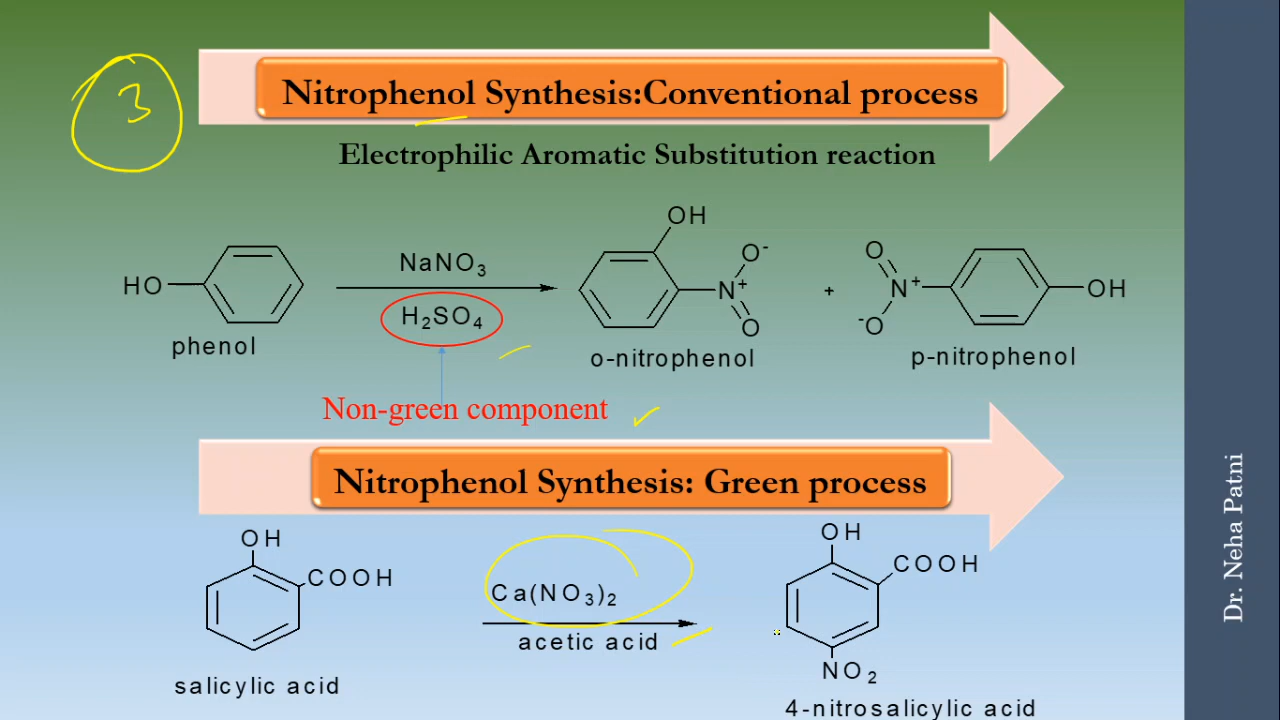 3
Nitrophenol Synthesis:Conventional process
Electrophilic Aromatic Substitution reaction
OH
O-
O
HO
NaNO3
N+
+
N+
OH
H2SO4
O
-O
phenol
o-nitrophenol
p-nitrophenol
Non-green component
Nitrophenol Synthesis: Green process
OH
COOH
Ca(NO3)2
acetic acid
OH
COOH
NO2
salicylic acid
4-nitrosalicylic acid
Dr. Neha Patni